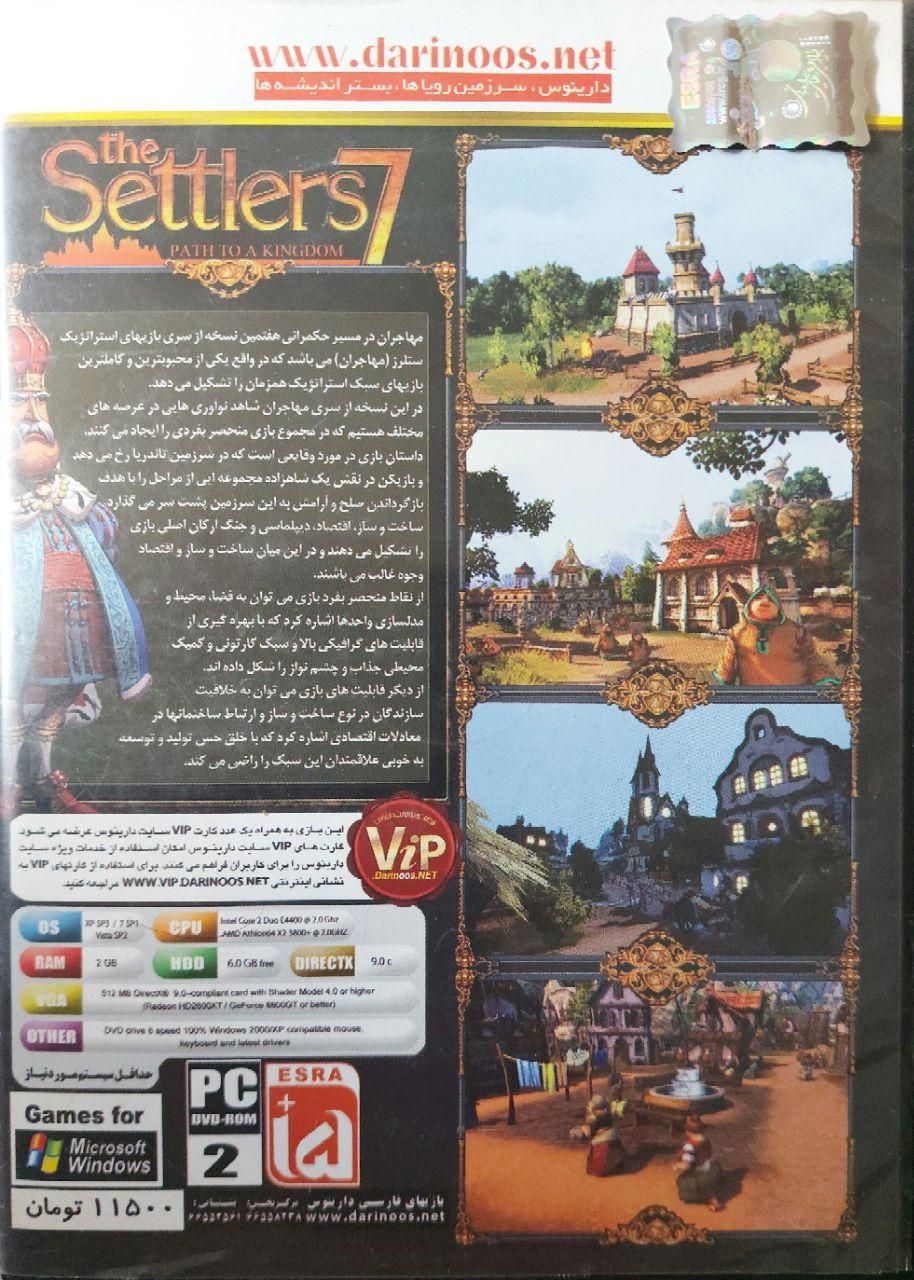 www.darinoos.net
دارینوس ، سرزمین رویا ها ، بستر اندیشه ها
ESRA
the
Settlers 7
PATH TO A KINGDOM
مهاجران در مسیر حکمرانی هفتمین نسخه از سری بازیهای استراتژیک
ستلرز (مهاجران) می باشد که در واقع یکی از محبوبترین و کاملترین
بازیهای سبک استراتژیک همزمان را تشکیل می دهد.
در این نسخه از سری مهاجران شاهد نوآوری هایی در عرصه های
مختلف هستیم که در مجموع بازی منحصر بفردی را ایجاد می کنند.
داستان بازی در مورد وقایعی است که در سرزمین تاندریا رخ می دهد
و بازیکن در نقش یک شاهزاده مجموعه ایی از مراحل را با هدف
بازگرداندن صلح و آرامش به این سرزمین پشت سر می گذارد.
ساخت و ساز، اقتصاد، دیپلماسی و جنگ ارکان اصلی بازی
را تشکیل می دهند و در این میان ساخت و ساز و اقتصاد
وجوه غالب می باشند.
از نقاط منحصر بفرد بازی می توان به فضا، محیط و
مدلسازی واحدها اشاره کرد که با بهره گیری از
قابلیت های گرافیکی بالا و سبک کارتونی و کمیک
محیطی جذاب و چشم نواز را شکل داده اند.
از دیگر قابلیت های بازی می توان به خلاقیت
سازندگان در نوع ساخت و ساز و ارتباط ساختمانها در
معادلات اقتصادی اشاره کرد که با خلق حس تولید و توسعه
به خوبی علاقمندان این سبک را راضی می کند.
این بازی به همراه یک عدد کارت VIP سایت دارینوس عرضه می شود.
کارت های VIP سایت دارینوس امکان استفاده از خدمات ویژه سایت
دارینوس را برای کاربران فراهم می کنند. برای استفاده از کارتهای VIP به
نشانی اینترنتی WWW.VIP.DARINOOS.NET مراجعه کنید.
ViP
.Darinoos.NET
OS XP SP3 / 7 SP1
Vista SP2
CPU Intel Core 2 Duo E4400 @ 2.0 Ghz
AMD Athlon64 X2 3800+ @ 2.0GHZ
RAM 2 GB HDD 6.0 GB free DIRECTX 9.0 c
VGA 512 MB DirectX® 9.0–compliant card with Shader Model 4.0 or higher
(Radeon HD2600XT / GeForce 8800GT or better)
OTHER DVD drive 8 speed 100% Windows 2000/XP compatible mouse,
keyboard and latest drivers
حداقل سیستم مورد نیاز
Games for
Microsoft
Windows
PC
DVD-ROM
2
ESRA
+
۱۱۵۰۰ تومان
بازیهای فارسی دارینوس مرکز پخش: پشتیبانی:
www.darinoos.net ۶۶۵۵۸۲۳۸ ۶۶۵۵۳۵۶۱